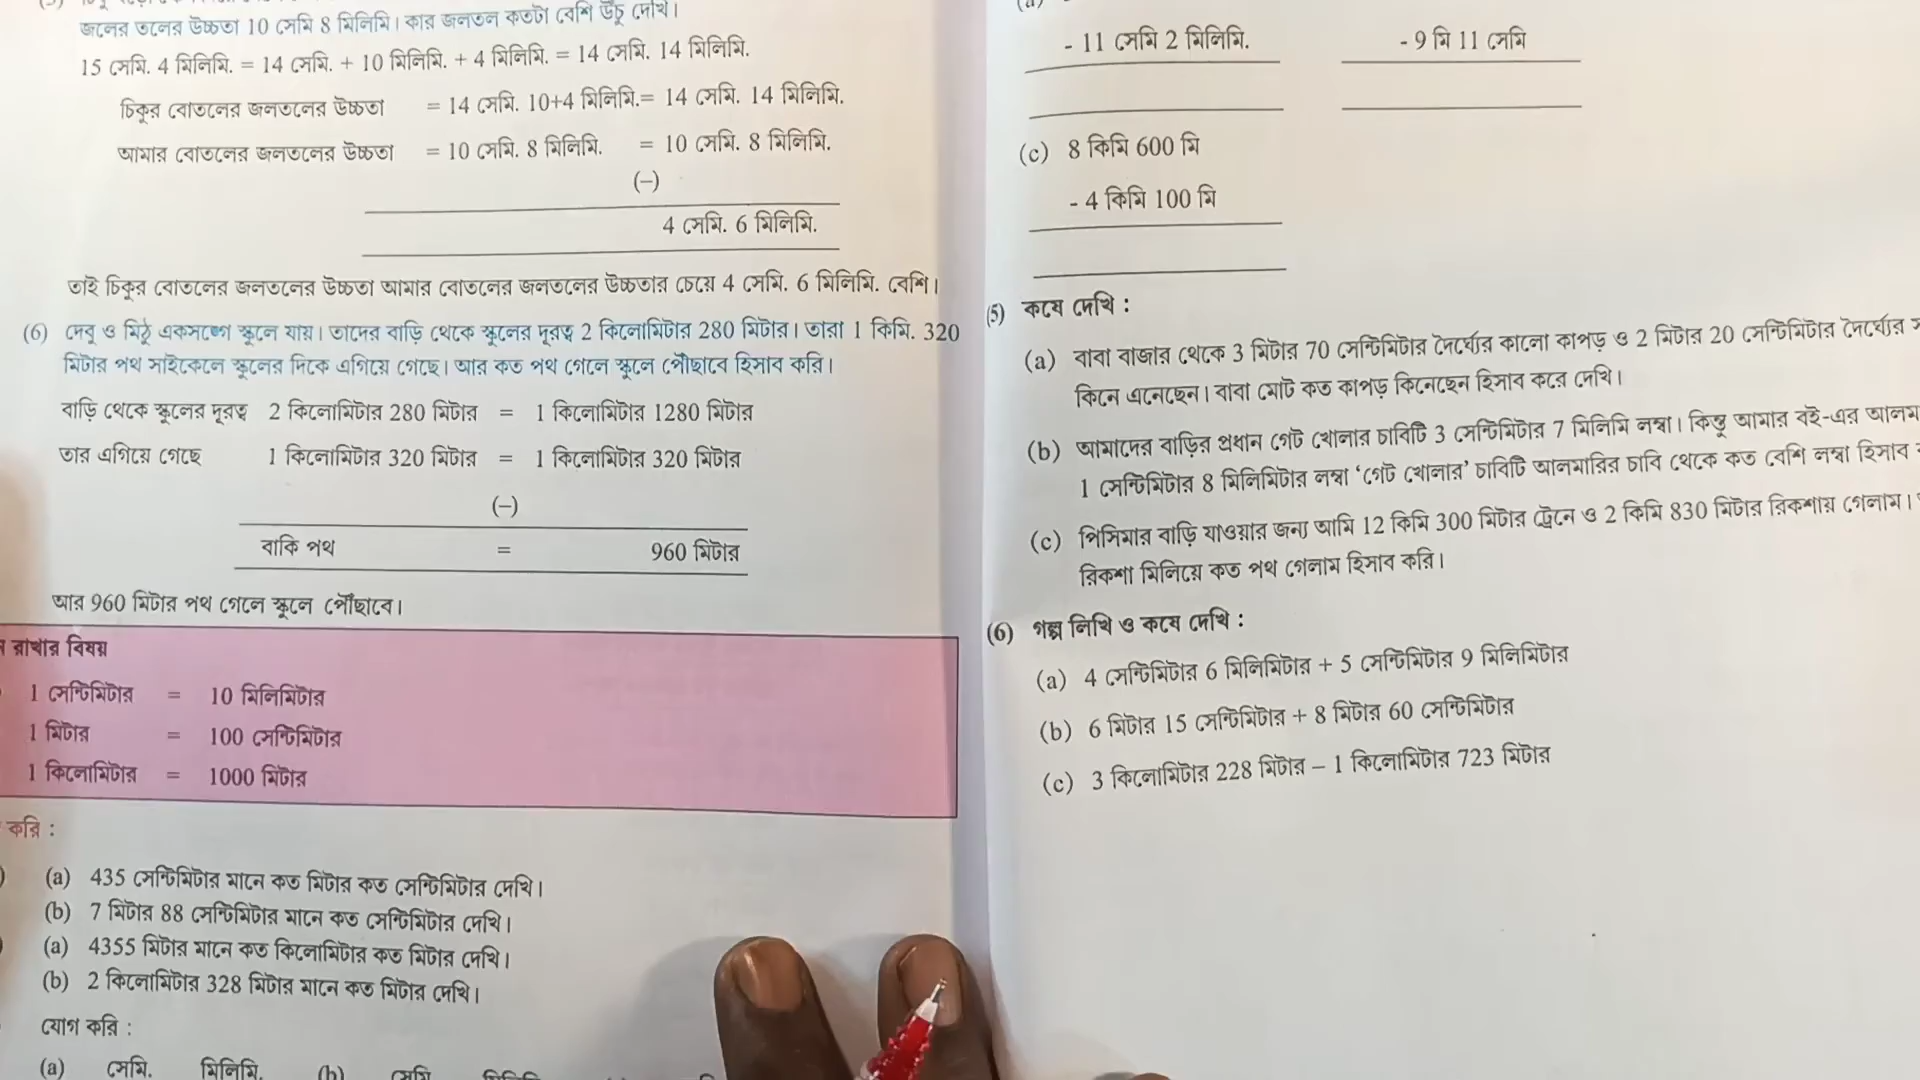 জলের তলের উচ্চতা 10 সেমি 8 মিলিমি। কার জলতল কতটা বেশি উঁচু দেখি।
15 সেমি. 4 মিলিমি. = 14 সেমি. + 10 মিলিমি. + 4 মিলিমি. = 14 সেমি. 14 মিলিমি.
চিকুর বোতলের জলতলের উচ্চতা = 14 সেমি. 10+4 মিলিমি.= 14 সেমি. 14 মিলিমি.
আমার বোতলের জলতলের উচ্চতা = 10 সেমি. 8 মিলিমি. = 10 সেমি. 8 মিলিমি.
(–)
4 সেমি. 6 মিলিমি.
তাই চিকুর বোতলের জলতলের উচ্চতা আমার বোতলের জলতলের উচ্চতার চেয়ে 4 সেমি. 6 মিলিমি. বেশি।
(6) দেবু ও মিঠু একসঙ্গে স্কুলে যায়। তাদের বাড়ি থেকে স্কুলের দূরত্ব 2 কিলোমিটার 280 মিটার। তারা 1 কিমি. 320
মিটার পথ সাইকেলে স্কুলের দিকে এগিয়ে গেছে। আর কত পথ গেলে স্কুলে পৌঁছাবে হিসাব করি।
বাড়ি থেকে স্কুলের দূরত্ব 2 কিলোমিটার 280 মিটার = 1 কিলোমিটার 1280 মিটার
তার এগিয়ে গেছে 1 কিলোমিটার 320 মিটার = 1 কিলোমিটার 320 মিটার
(–)
বাকি পথ = 960 মিটার
আর 960 মিটার পথ গেলে স্কুলে পৌঁছাবে।
রাখার বিষয়
1 সেন্টিমিটার = 10 মিলিমিটার
1 মিটার = 100 সেন্টিমিটার
1 কিলোমিটার = 1000 মিটার
করি :
(a) 435 সেন্টিমিটার মানে কত মিটার কত সেন্টিমিটার দেখি।
(b) 7 মিটার 88 সেন্টিমিটার মানে কত সেন্টিমিটার দেখি।
(a) 4355 মিটার মানে কত কিলোমিটার কত মিটার দেখি।
(b) 2 কিলোমিটার 328 মিটার মানে কত মিটার দেখি।
যোগ করি :
(a) সেমি. মিলিমি. (b) সেমি
- 11 সেমি 2 মিলিমি. - 9 মি 11 সেমি
(c) 8 কিমি 600 মি
- 4 কিমি 100 মি
(5) কষে দেখি :
(a) বাবা বাজার থেকে 3 মিটার 70 সেন্টিমিটার দৈর্ঘ্যের কালো কাপড় ও 2 মিটার 20 সেন্টিমিটার দৈর্ঘ্যের
কিনে এনেছেন। বাবা মোট কত কাপড় কিনেছেন হিসাব করে দেখি।
(b) আমাদের বাড়ির প্রধান গেট খোলার চাবিটি 3 সেন্টিমিটার 7 মিলিমি লম্বা। কিন্তু আমার বই-এর আলম
1 সেন্টিমিটার 8 মিলিমিটার লম্বা ‘গেট খোলার’ চাবিটি আলমারির চাবি থেকে কত বেশি লম্বা হিসাব
(c) পিসিমার বাড়ি যাওয়ার জন্য আমি 12 কিমি 300 মিটার ট্রেনে ও 2 কিমি 830 মিটার রিকশায় গেলাম।
রিকশা মিলিয়ে কত পথ গেলাম হিসাব করি।
(6) গল্প লিখি ও কষে দেখি :
(a) 4 সেন্টিমিটার 6 মিলিমিটার + 5 সেন্টিমিটার 9 মিলিমিটার
(b) 6 মিটার 15 সেন্টিমিটার + 8 মিটার 60 সেন্টিমিটার
(c) 3 কিলোমিটার 228 মিটার – 1 কিলোমিটার 723 মিটার